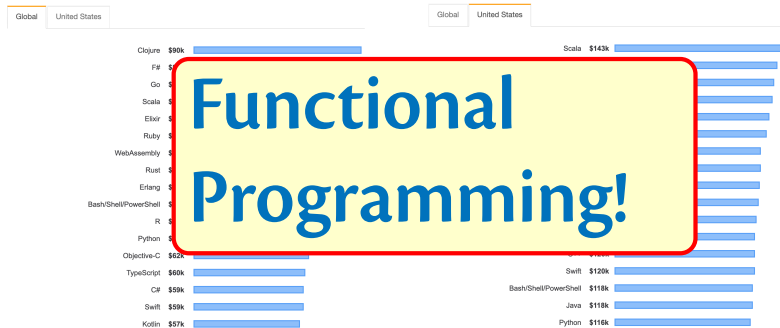 Global United States
Clojure $90k
F#
Go
Scala
Elixir
Ruby
WebAssembly
Rust
Erlang
Bash/Shell/PowerShell
R
Python
Objective-C $62k
TypeScript $60k
C# $59k
Swift $59k
Kotlin $57k
Global United States
Scala $143k
Swift $120k
Bash/Shell/PowerShell $118k
Java $118k
Python $116k
Functional
Programming!